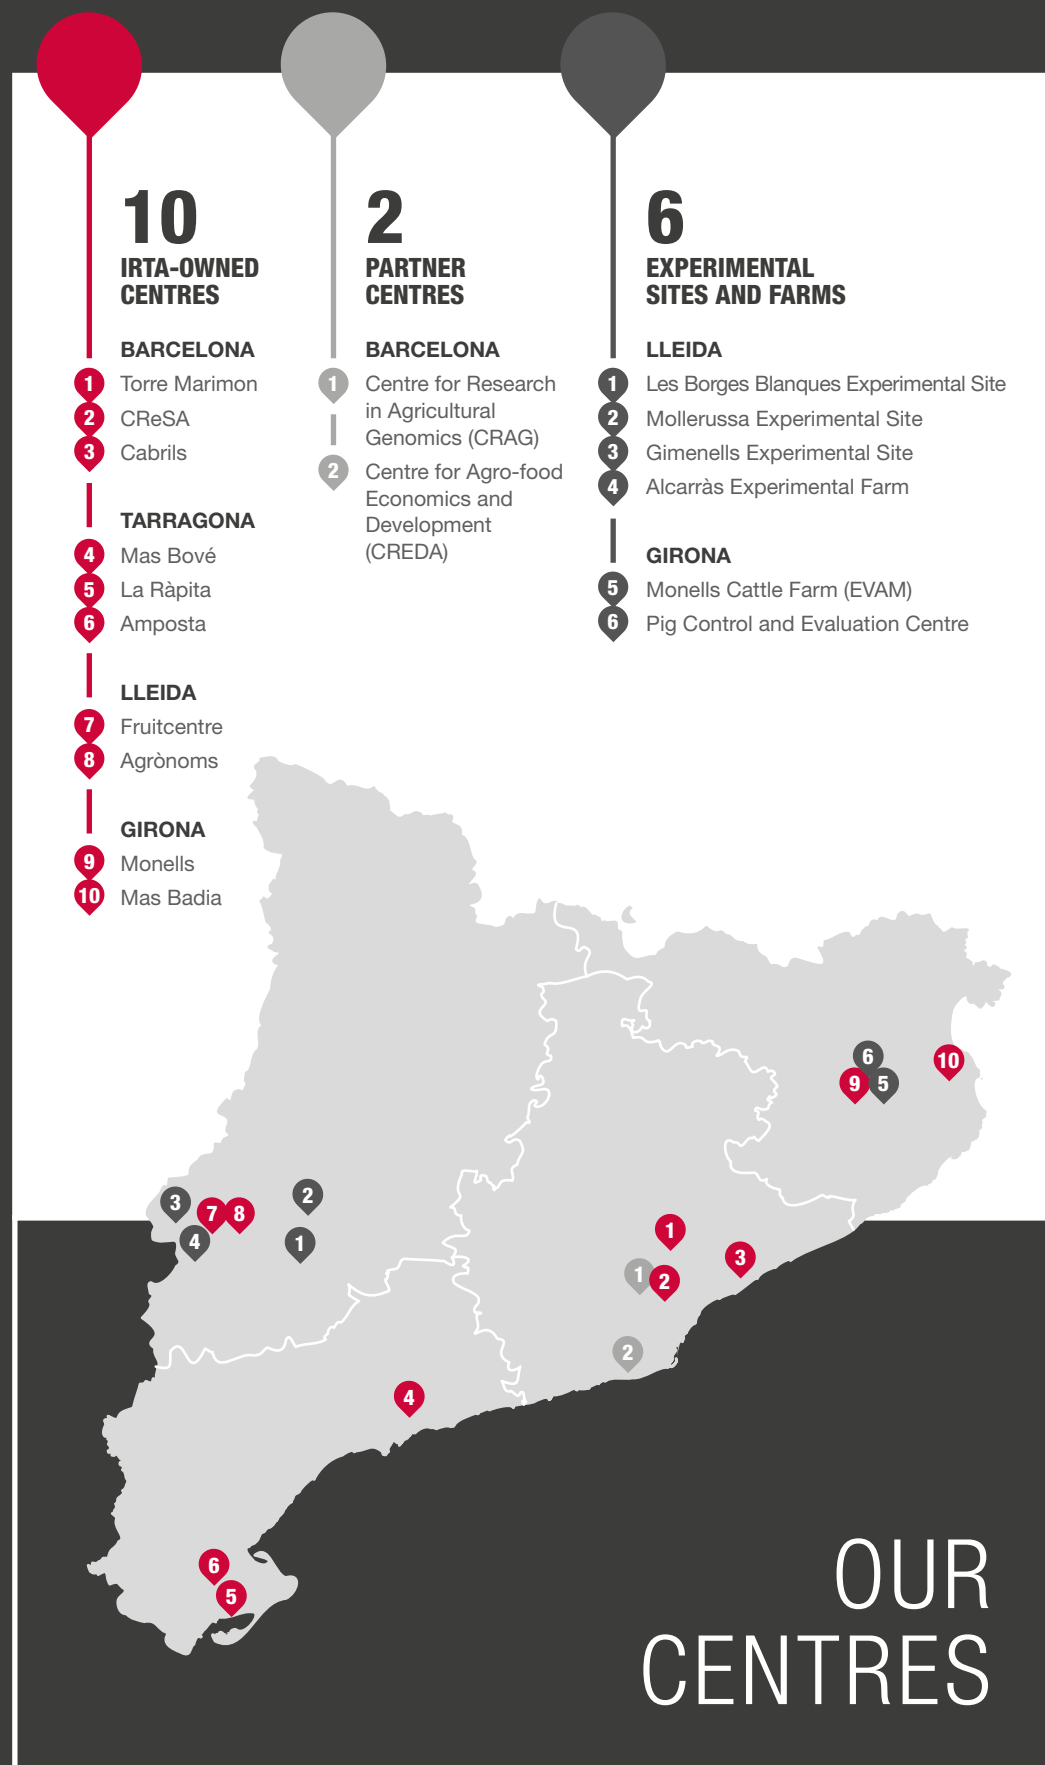 10
IRTA-OWNED
CENTRES
BARCELONA
1 Torre Marimon
2 CReSA
3 Cabrils
TARRAGONA
4 Mas Bové
5 La Ràpita
6 Amposta
LLEIDA
7 Fruitcentre
8 Agrònoms
GIRONA
9 Monells
10 Mas Badia
2
PARTNER
CENTRES
BARCELONA
1 Centre for Research
in Agricultural
Genomics (CRAG)
2 Centre for Agro-food
Economics and
Development
(CREDA)
6
EXPERIMENTAL
SITES AND FARMS
LLEIDA
1 Les Borges Blanques Experimental Site
2 Mollerussa Experimental Site
3 Gimenells Experimental Site
4 Alcarràs Experimental Farm
GIRONA
5 Monells Cattle Farm (EVAM)
6 Pig Control and Evaluation Centre
6
10
9 5
3 7 8 2
4 1
1
3
1 2
2
4
6
5
OUR
CENTRES